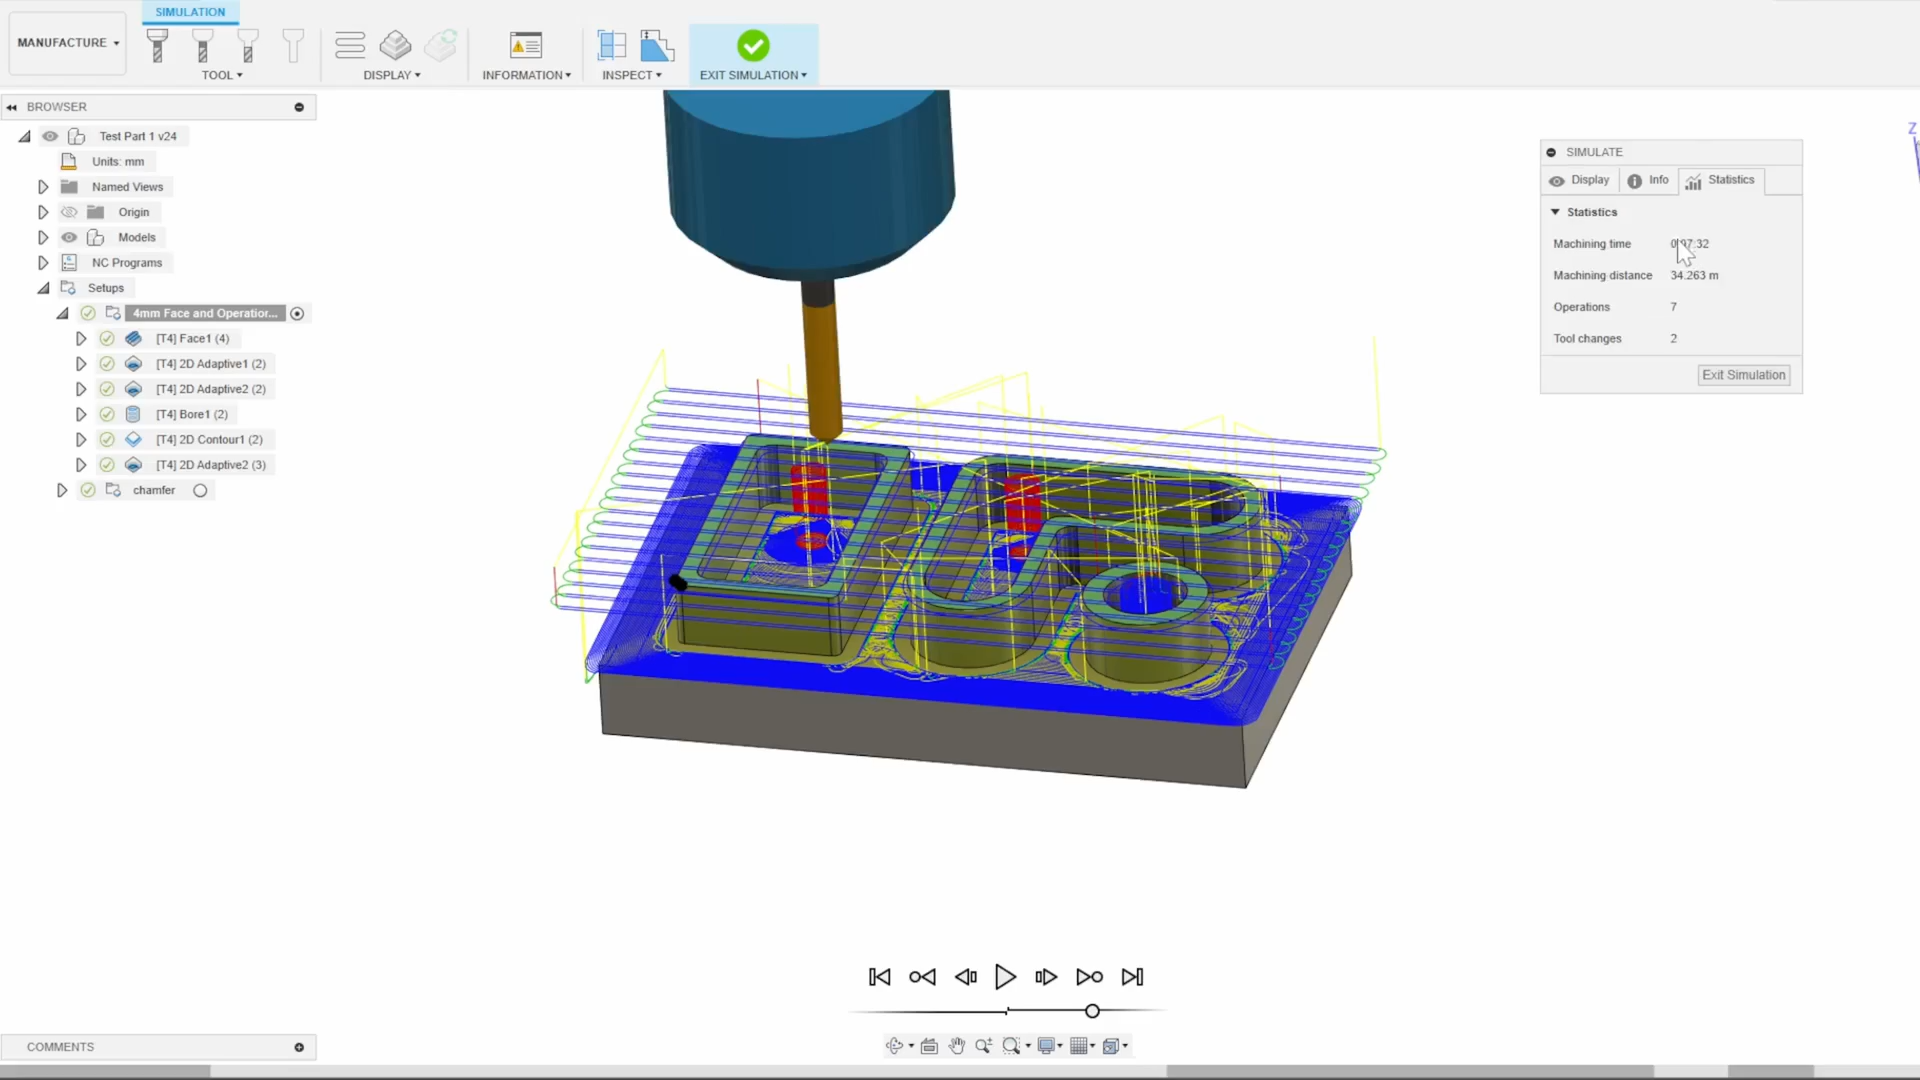 SIMULATION
MANUFACTURE
TOOL
DISPLAY
INFORMATION
INSPECT
EXIT SIMULATION
BROWSER
Test Part 1 v24
Units: mm
Named Views
Origin
Models
NC Programs
Setups
4mm Face and Operatior...
[T4] Face1 (4)
[T4] 2D Adaptive1 (2)
[T4] 2D Adaptive2 (2)
[T4] Bore1 (2)
[T4] 2D Contour1 (2)
[T4] 2D Adaptive2 (3)
chamfer
Z
SIMULATE
Display Info Statistics
Statistics
Machining time 0:07:32
Machining distance 34.263 m
Operations 7
Tool changes 2
Exit Simulation
COMMENTS